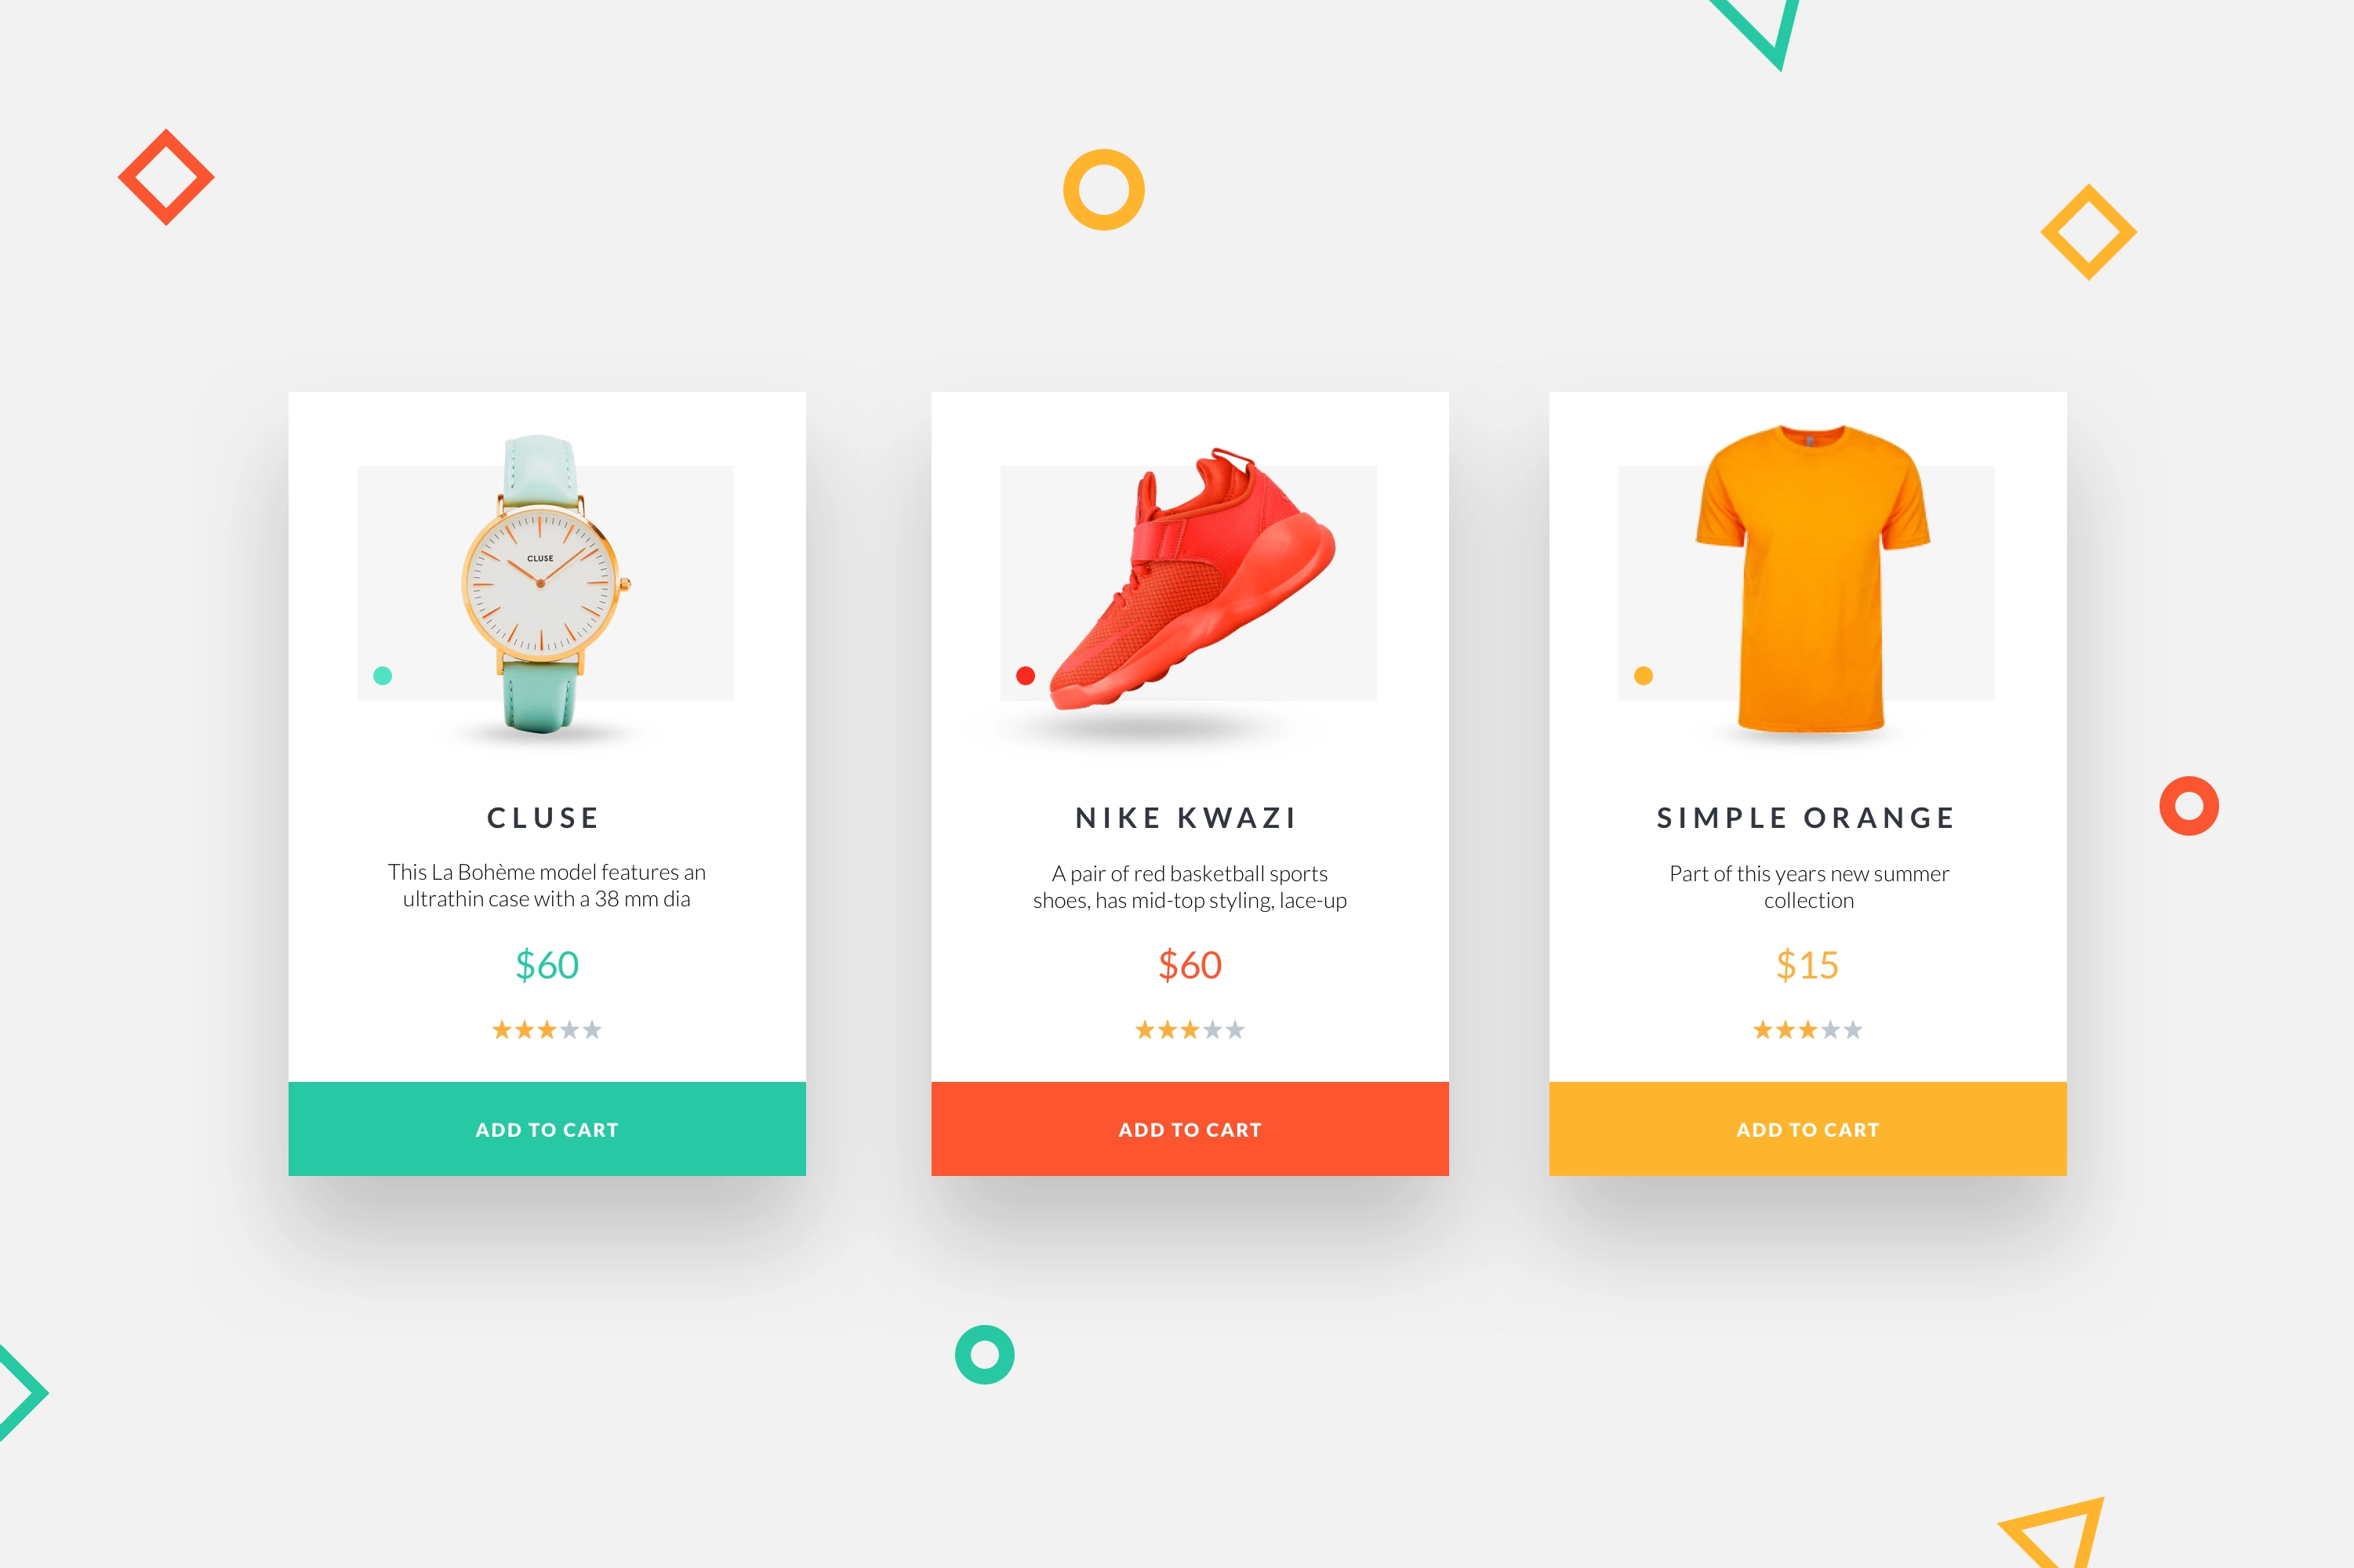 CLUSE
CLUSE
This La Bohème model features an
ultrathin case with a 38 mm dia
$60
ADD TO CART
NIKE KWAZI
A pair of red basketball sports
shoes, has mid-top styling, lace-up
$60
ADD TO CART
SIMPLE ORANGE
Part of this years new summer
collection
$15
ADD TO CART